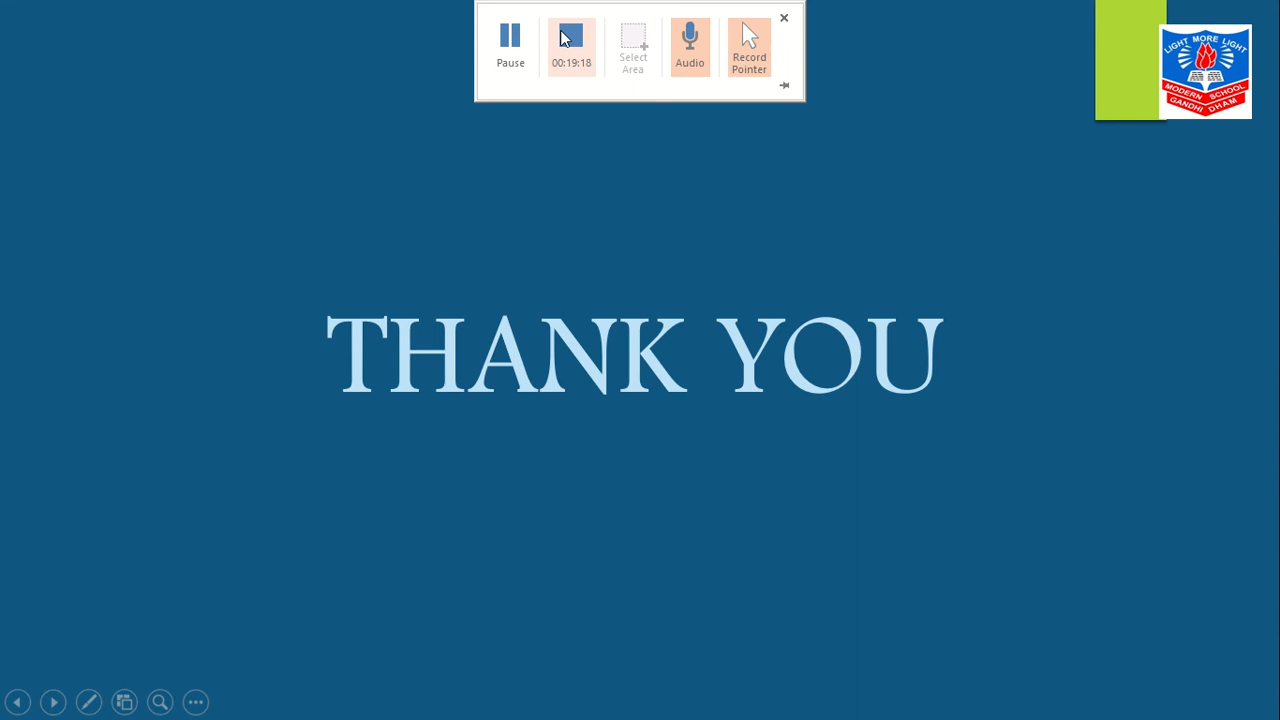 Pause
00:19:18
Select
Area
Audio
Record
Pointer
LIGHT MORE LIGHT
MODERN SCHOOL
GANDHI DHAM
THANK YOU